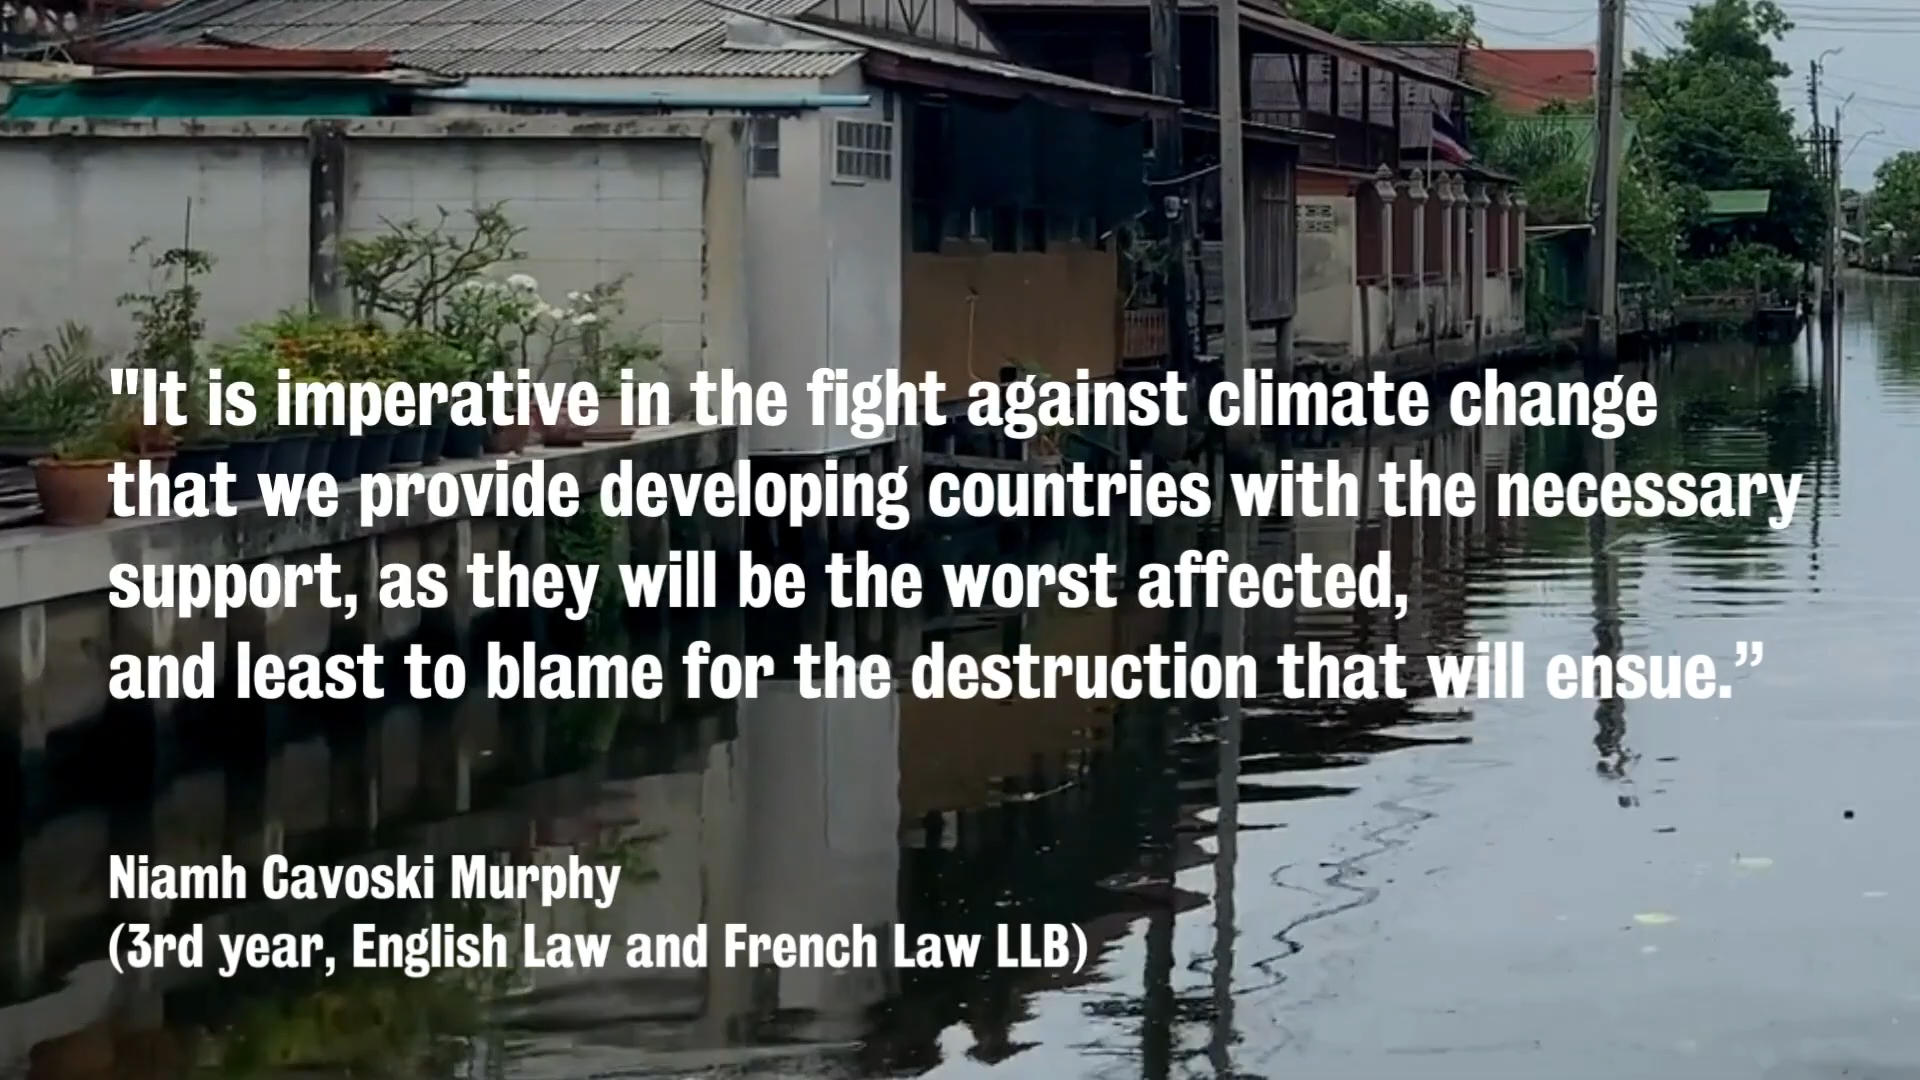 "It is imperative in the fight against climate change
that we provide developing countries with the necessary
support, as they will be the worst affected,
and least to blame for the destruction that will ensue.”
Niamh Cavoski Murphy
(3rd year, English Law and French Law LLB)